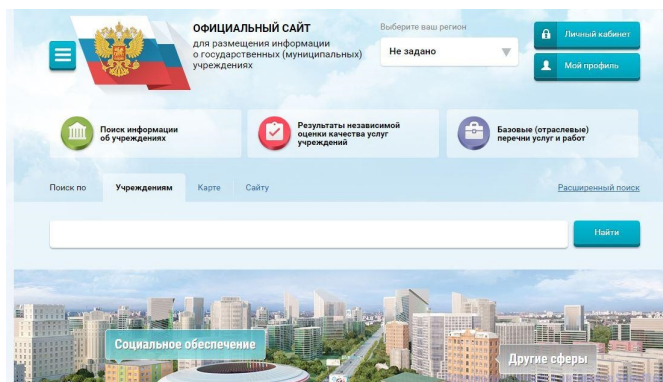 ОФИЦИАЛЬНЫЙ САЙТ
для размещения информации
о государственных (муниципальных)
учреждениях
Выберите ваш регион
Не задано
Личный кабинет
Мой профиль
Поиск информации
об учреждениях
Результаты независимой
оценки качества услуг
учреждений
Базовые (отраслевые)
перечни услуг и работ
Поиск по
Учреждениям
Карте
Сайту
Расширенный поиск
Найти
Социальное обеспечение
Другие сферы